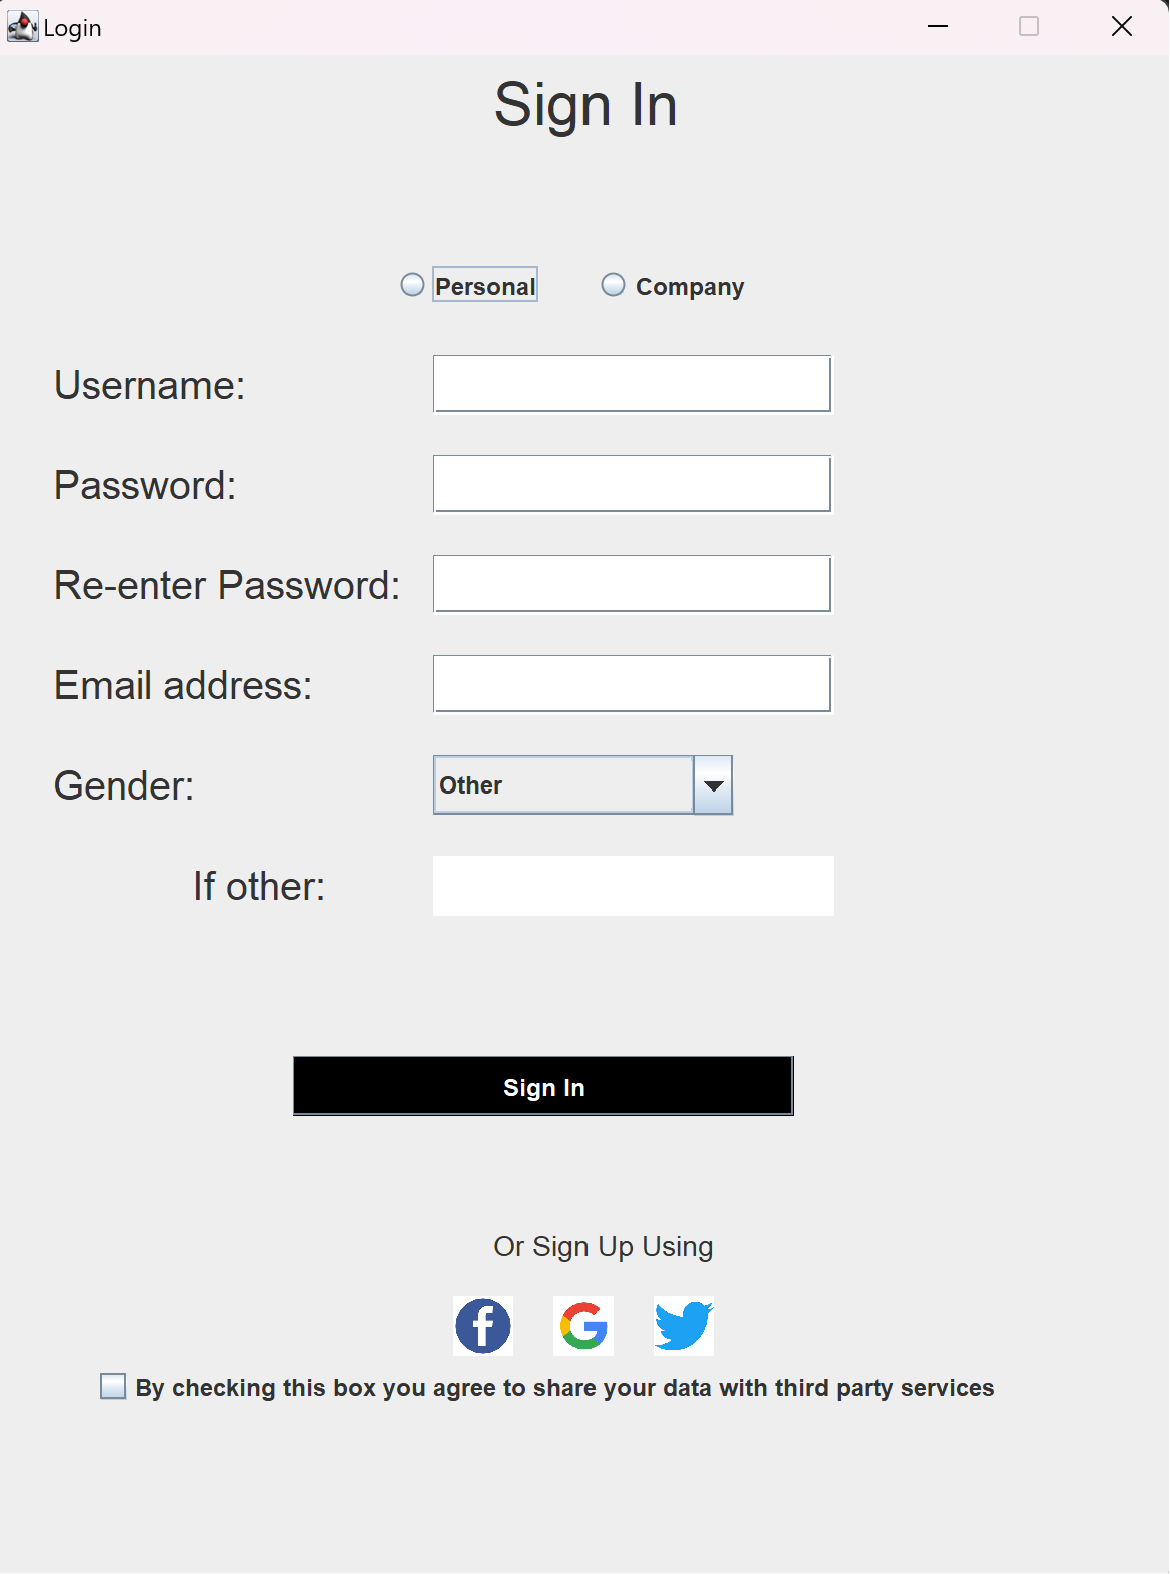 Login
Sign In
Personal Company
Username:
Password:
Re-enter Password:
Email address:
Gender: Other
If other:
Sign In
Or Sign Up Using
By checking this box you agree to share your data with third party services